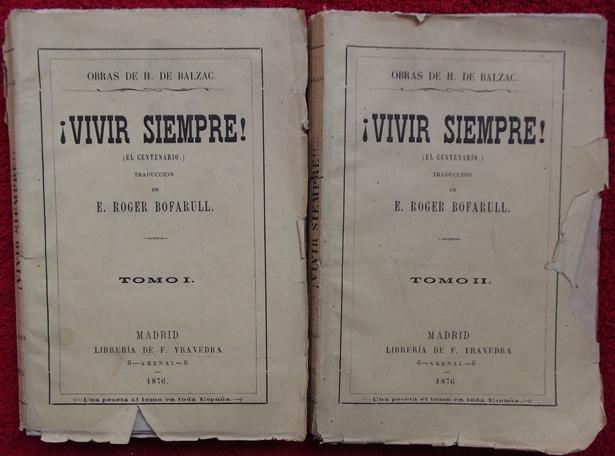 OBRAS DE H. DE BALZAC.
¡VIVIR SIEMPRE!
(EL CENTENARIO.)
TRADUCCION
DE
E. ROGER BOFARULL.
TOMO I.
MADRID
LIBRERÍA DE F. YRAVEDRA
6—ARENAL—6
1876.
Una peseta el tomo en toda España.
¡VIVIR SIEMPRE!
OBRAS DE H. DE BALZAC.
¡VIVIR SIEMPRE!
(EL CENTENARIO.)
TRADUCCION
DE
E. ROGER BOFARULL.
TOMO II.
MADRID
LIBRERÍA DE F. YRAVEDRA
6—ARENAL—6
1876.
Una peseta el tomo en toda España.